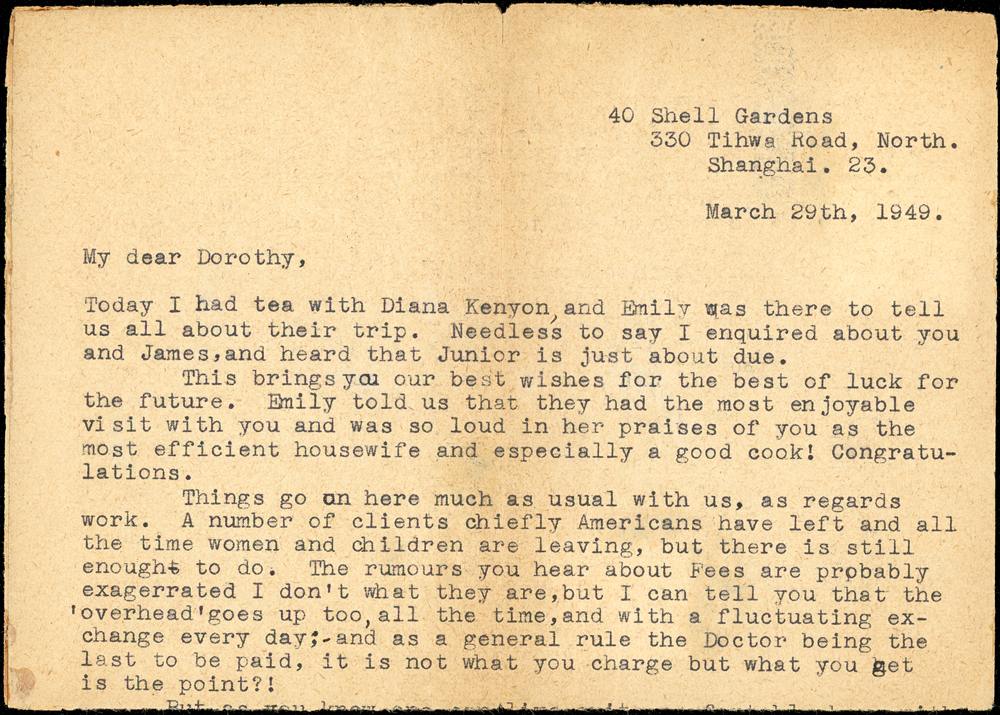 40 Shell Gardens
330 Tihwa Road, North.
Shanghai. 23.
March 29th, 1949.
My dear Dorothy,
Today I had tea with Diana Kenyon, and Emily was there to tell
us all about their trip. Needless to say I enquired about you
and James, and heard that Junior is just about due.
This brings you our best wishes for the best of luck for
the future. Emily told us that they had the most enjoyable
visit with you and was so loud in her praises of you as the
most efficient housewife and especially a good cook! Congratu-
lations.
Things go on here much as usual with us, as regards
work. A number of clients chiefly Americans have left and all
the time women and children are leaving, but there is still
enough to do. The rumours you hear about Fees are probably
exagerrated I don't what they are, but I can tell you that the
'overhead' goes up too, all the time, and with a fluctuating ex-
change every day;- and as a general rule the Doctor being the
last to be paid, it is not what you charge but what you get
is the point?!
But as you know